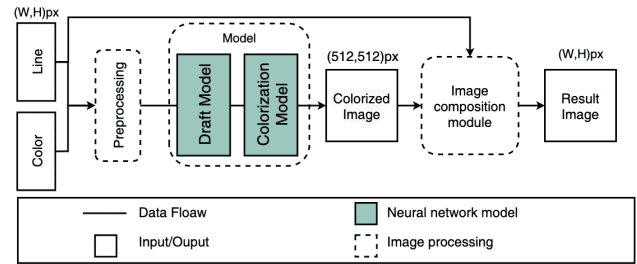 (W,H)px
Line
Color
Preprocessing
Model
Draft Model
Colorization
Model
(512,512)px
Colorized
Image
Image
composition
module
(W,H)px
Result
Image
Data Floaw
Neural network model
Input/Ouput
Image processing